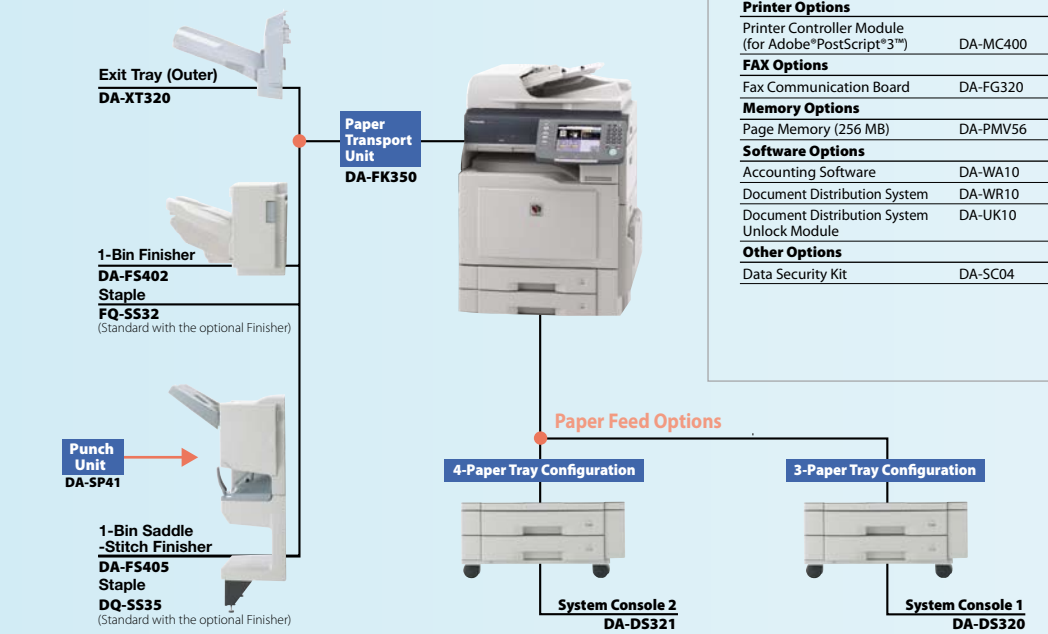 Exit Tray (Outer)
DA-XT320
Paper
Transport
Unit
DA-FK350
1-Bin Finisher
DA-FS402
Staple
FQ-SS32
(Standard with the optional Finisher)
Punch
Unit
DA-SP41
1-Bin Saddle
-Stitch Finisher
DA-FS405
Staple
DQ-SS35
(Standard with the optional Finisher)
Paper Feed Options
4-Paper Tray Configuration
System Console 2
DA-DS321
3-Paper Tray Configuration
System Console 1
DA-DS320
Printer Options
Printer Controller Module
(for Adobe®PostScript®3™) DA-MC400
FAX Options
Fax Communication Board DA-FG320
Memory Options
Page Memory (256 MB) DA-PMV56
Software Options
Accounting Software DA-WA10
Document Distribution System DA-WR10
Document Distribution System DA-UK10
Unlock Module
Other Options
Data Security Kit DA-SC04